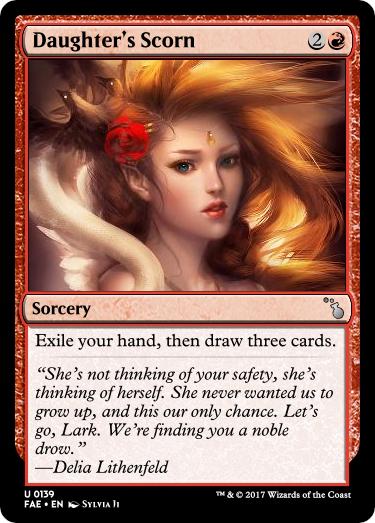 Daughter's Scorn 2
Sorcery
Exile your hand, then draw three cards.
"She's not thinking of your safety, she's
thinking of herself. She never wanted us to
grow up, and this our only chance. Let's
go, Lark. We're finding you a noble
drow."
—Delia Lithenfeld
U 0139
FAE • EN Sylvia Ji
™ & © 2017 Wizards of the Coast